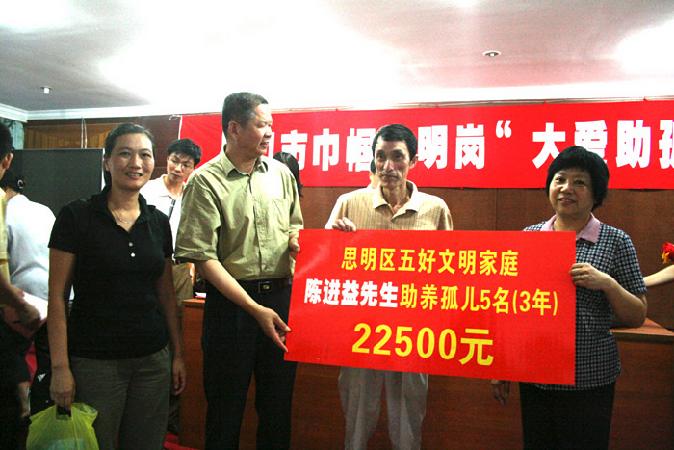 市巾帼 明岗“大爱助孤
思明区五好文明家庭
陈进益先生助养孤儿5名(3年)
22500元